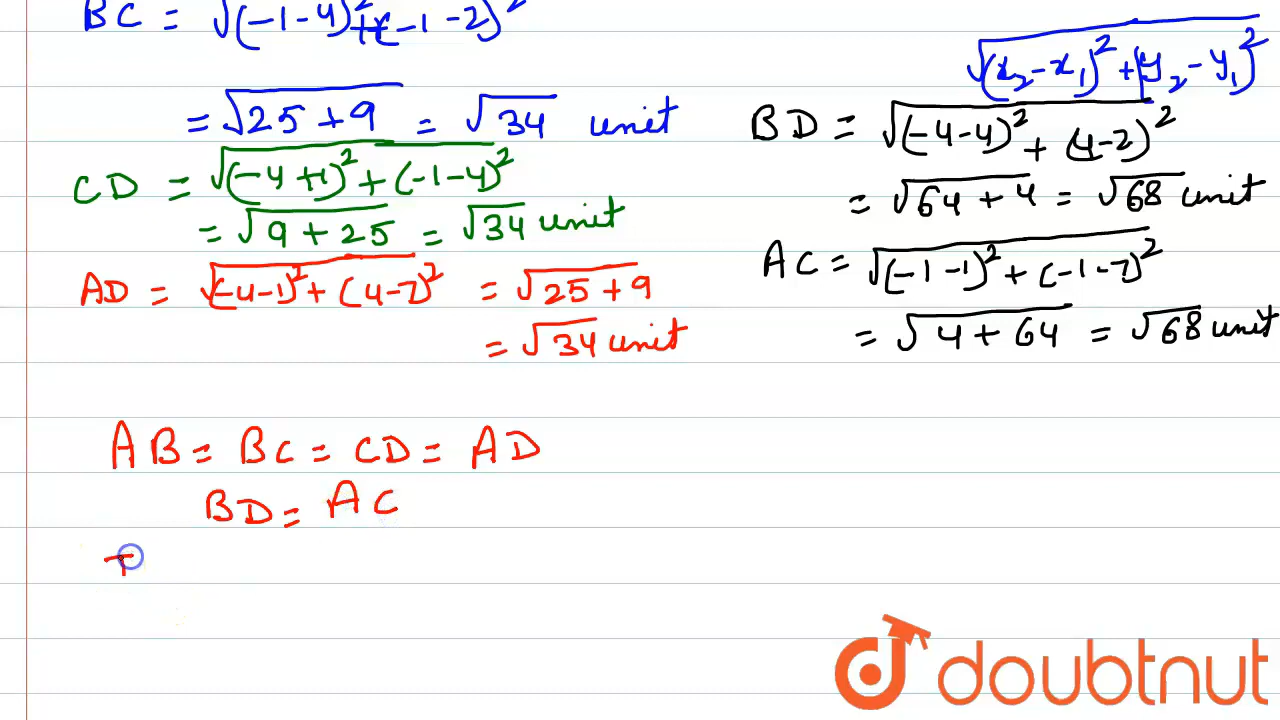 BC = √(-1-4)²+(-1-2)²
= √25+9 = √34 unit
CD = √(-4+1)²+(-1-4)²
= √9+25 = √34 unit
AD = √(-4-1)²+(4-7)² = √25+9
= √34 unit
√(x₂-x₁)²+(y₂-y₁)²
BD = √(-4-4)²+(4-2)²
= √64+4 = √68 unit
AC = √(-1-1)²+(-1-7)²
= √4+64 = √68 unit
AB = BC = CD = AD
BD = AC
T
doubtnut